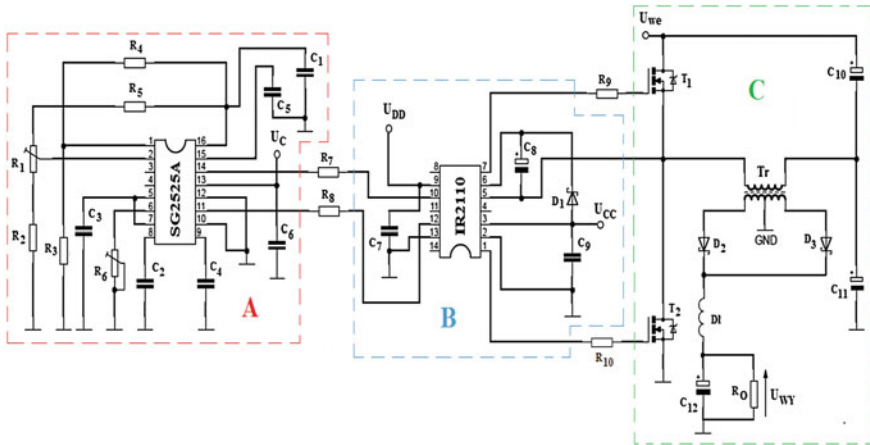 R4
R5
C1
C5
R1
1
2
3
4
5
6
7
8
16
15
14
13
12
11
10
9
SG2525A
UC
R2
R3
C3
R6
C2
C4
C6
A
R7
R8
UDD
8
9
10
11
12
13
14
7
6
5
4
3
2
1
IR2110
C8
D1
UCC
C7
C9
B
R9
R10
Uwe
T1
C10
C
Tr
GND
D2
D3
T2
C11
Dl
C12
RO
UWY